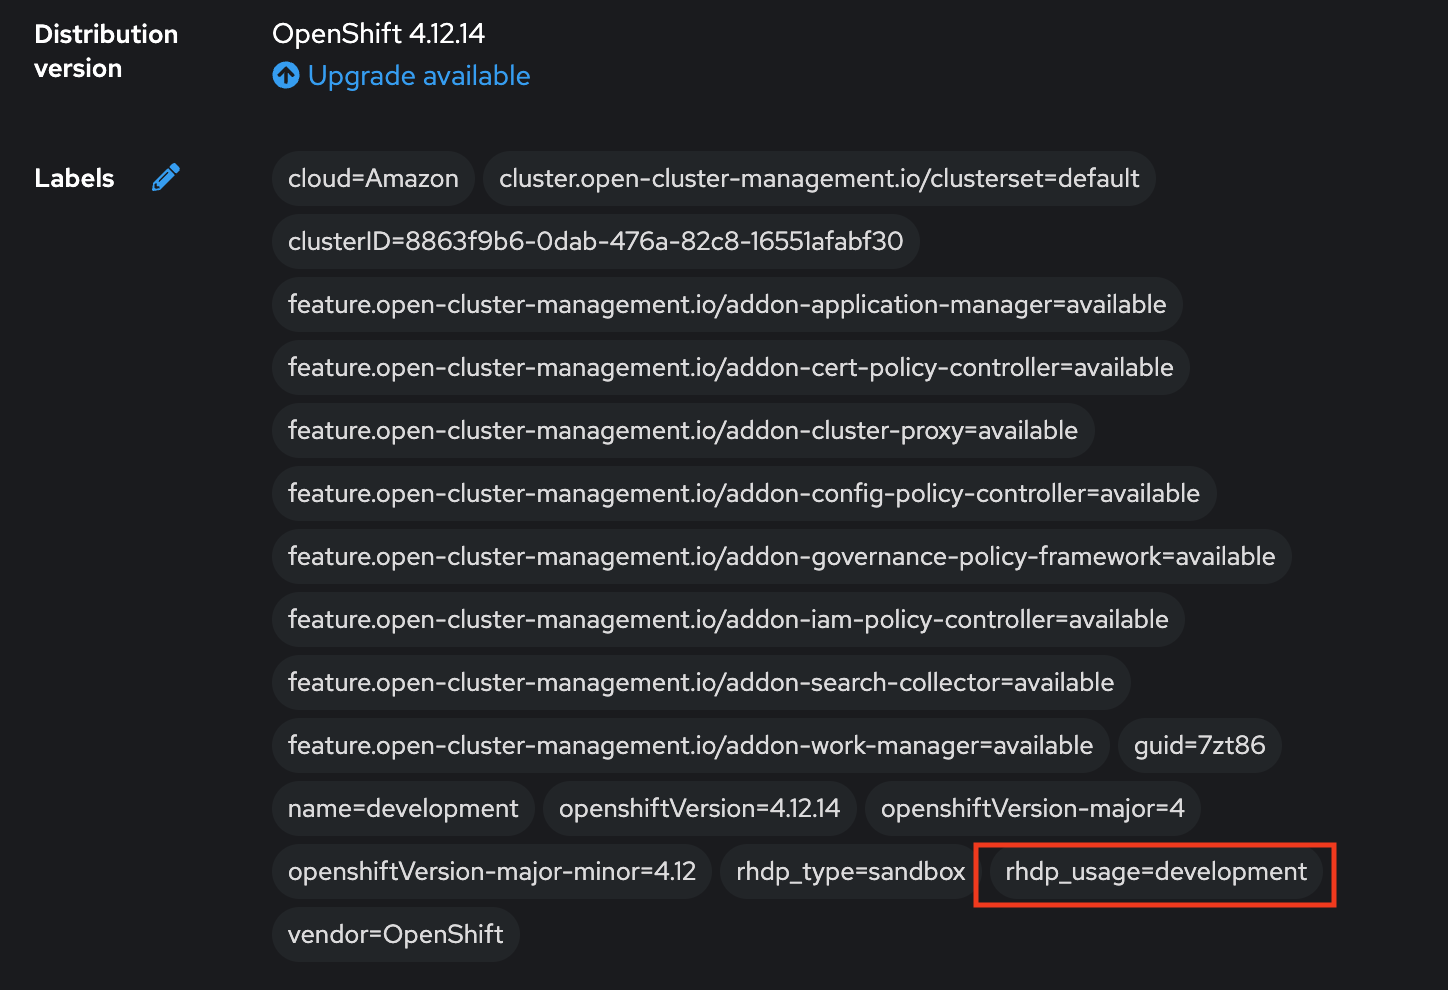 Distribution version
OpenShift 4.12.14
Upgrade available
Labels
cloud=Amazon
cluster.open-cluster-management.io/clusterset=default
clusterID=8863f9b6-0dab-476a-82c8-16551afabf30
feature.open-cluster-management.io/addon-application-manager=available
feature.open-cluster-management.io/addon-cert-policy-controller=available
feature.open-cluster-management.io/addon-cluster-proxy=available
feature.open-cluster-management.io/addon-config-policy-controller=available
feature.open-cluster-management.io/addon-governance-policy-framework=available
feature.open-cluster-management.io/addon-iam-policy-controller=available
feature.open-cluster-management.io/addon-search-collector=available
feature.open-cluster-management.io/addon-work-manager=available
guid=7zt86
name=development
openshiftVersion=4.12.14
openshiftVersion-major=4
openshiftVersion-major-minor=4.12
rhdp_type=sandbox
rhdp_usage=development
vendor=OpenShift